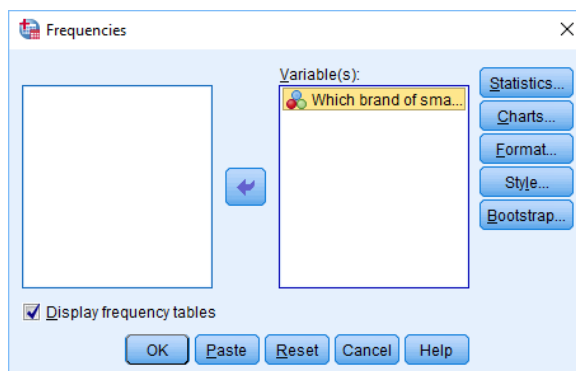 Frequencies
Variable(s):
Which brand of sma...
Statistics...
Charts...
Format...
Style...
Bootstrap...
Display frequency tables
OK Paste Reset Cancel Help